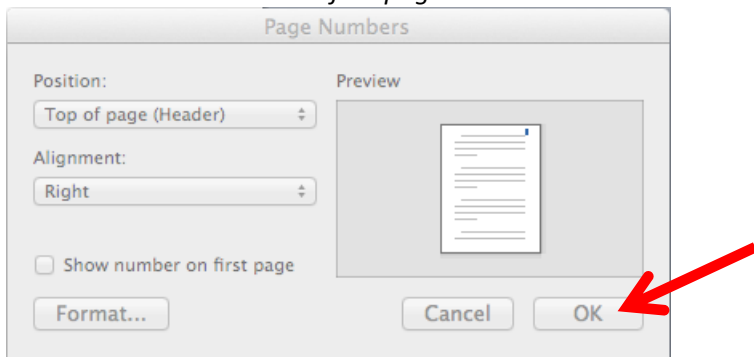 Page Numbers
Position:
Preview
Top of page (Header)
Alignment:
Right
Show number on first page
Format...
Cancel
OK